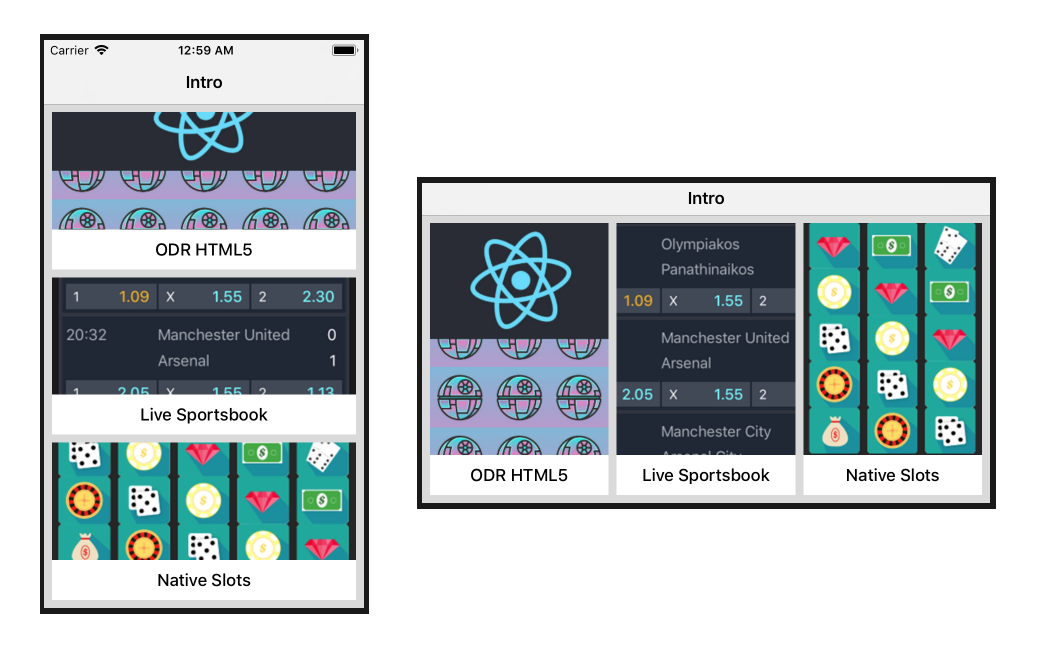 Carrier 12:59 AM
Intro
ODR HTML5
1 1.09 X 1.55 2 2.30
20:32 Manchester United 0
Arsenal 1
1 2.05 X 1.55 2 1.13
Live Sportsbook
Native Slots
Intro
ODR HTML5
Olympiakos
Panathinaikos
1.09 X 1.55 2
Manchester United
Arsenal
2.05 X 1.55 2
Manchester City
Arsenal City
Live Sportsbook
Native Slots